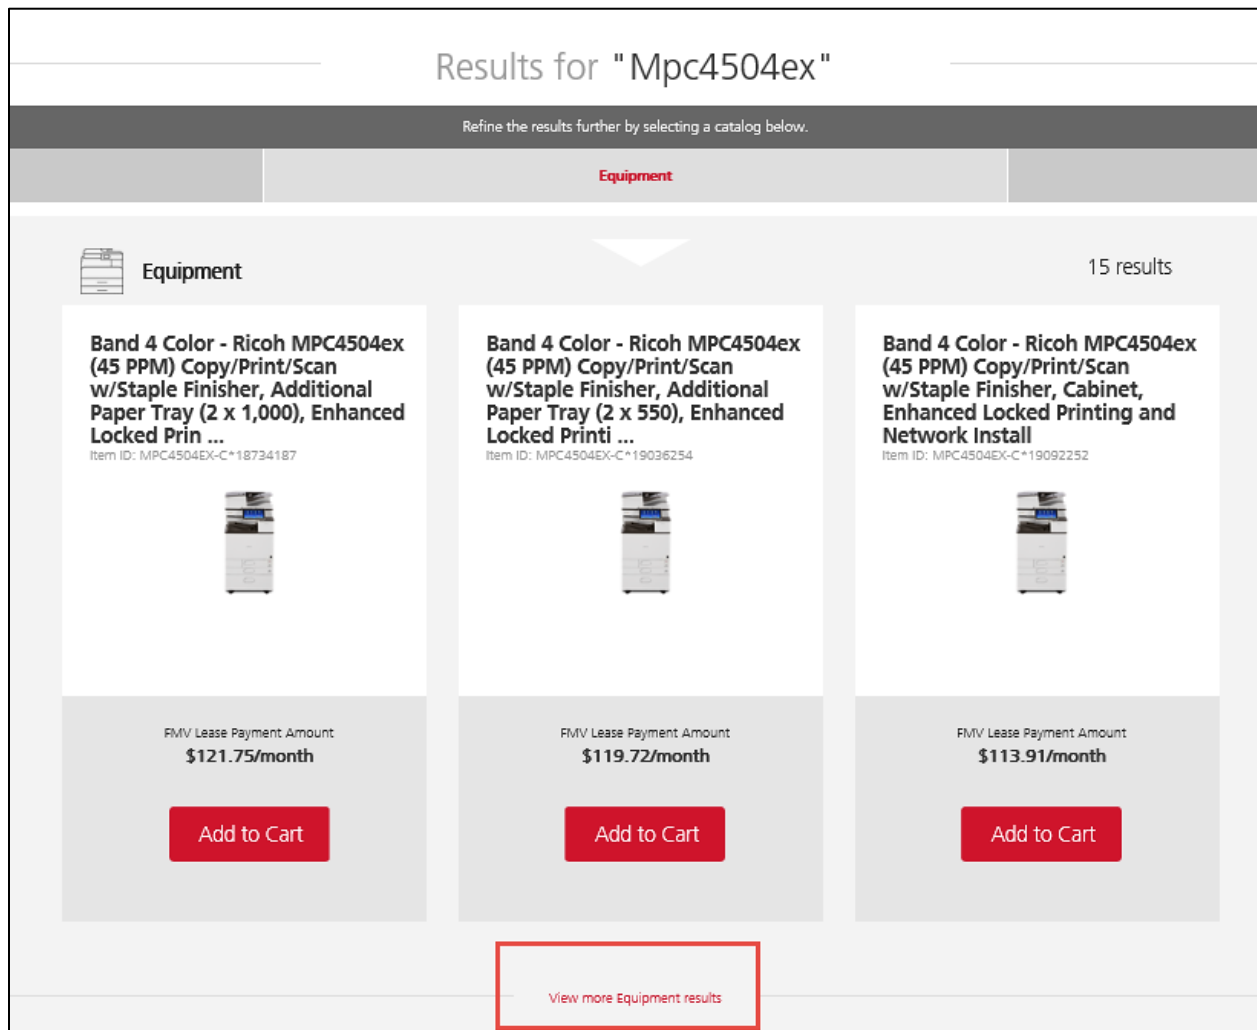 Results for "Mpc4504ex"
Refine the results further by selecting a catalog below.
Equipment
Equipment
15 results
Band 4 Color - Ricoh MPC4504ex
(45 PPM) Copy/Print/Scan
w/Staple Finisher, Additional
Paper Tray (2 x 1,000), Enhanced
Locked Prin ...
Item ID: MPC4504EX-C*18734187
FMV Lease Payment Amount
$121.75/month
Add to Cart
Band 4 Color - Ricoh MPC4504ex
(45 PPM) Copy/Print/Scan
w/Staple Finisher, Additional
Paper Tray (2 x 550), Enhanced
Locked Printi ...
Item ID: MPC4504EX-C*19036254
FMV Lease Payment Amount
$119.72/month
Add to Cart
Band 4 Color - Ricoh MPC4504ex
(45 PPM) Copy/Print/Scan
w/Staple Finisher, Cabinet,
Enhanced Locked Printing and
Network Install
Item ID: MPC4504EX-C*19092252
FMV Lease Payment Amount
$113.91/month
Add to Cart
View more Equipment results